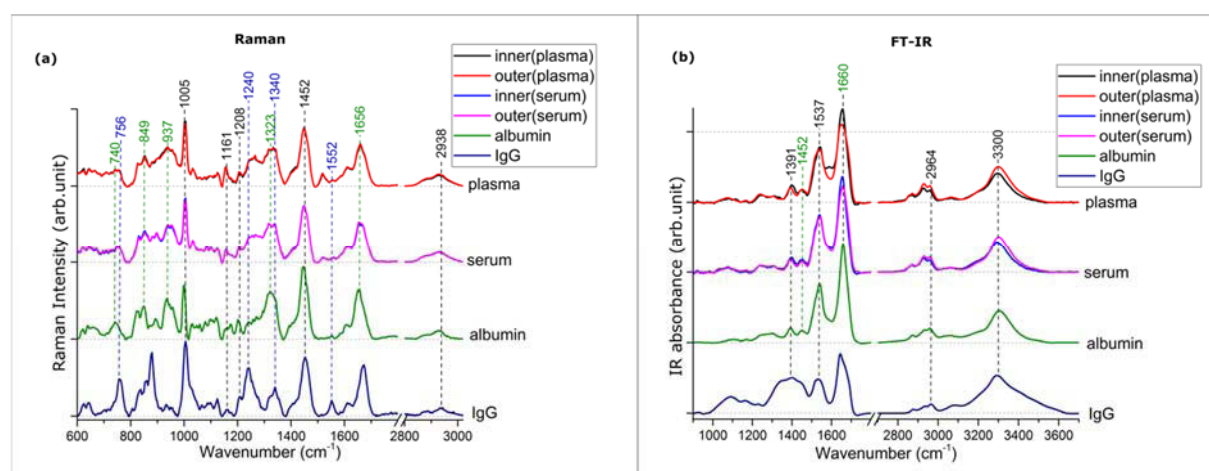 (a)
Raman
inner(plasma)
outer(plasma)
inner(serum)
outer(serum)
albumin
IgG
740
756
849
937
1005
1161
1208
1240
1323
1340
1452
1552
1656
2938
plasma
serum
albumin
IgG
Raman Intensity (arb.unit)
600 800 1000 1200 1400 1600 2800 3000
Wavenumber (cm⁻¹)
(b)
FT-IR
inner(plasma)
outer(plasma)
inner(serum)
outer(serum)
albumin
IgG
1391
1452
1537
1660
2964
3300
plasma
serum
albumin
IgG
IR absorbance (arb.unit)
1000 1200 1400 1600 2800 3000 3200 3400 3600
Wavenumber (cm⁻¹)